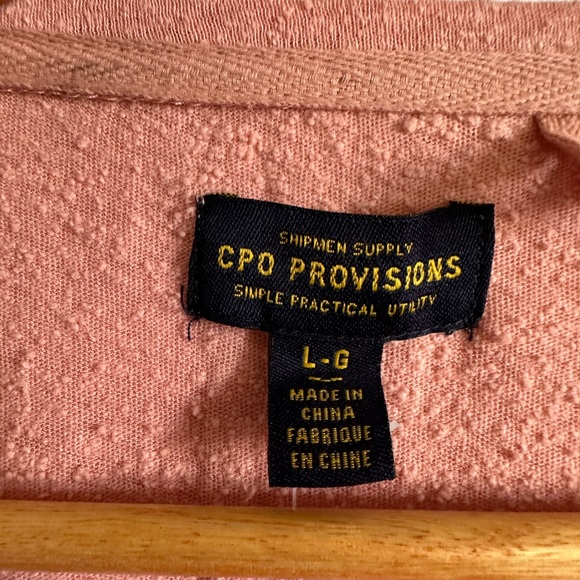 SHIPMEN SUPPLY
CPO PROVISIONS
SIMPLE PRACTICAL UTILITY
L-G
MADE IN
CHINA
FABRIQUE
EN CHINE